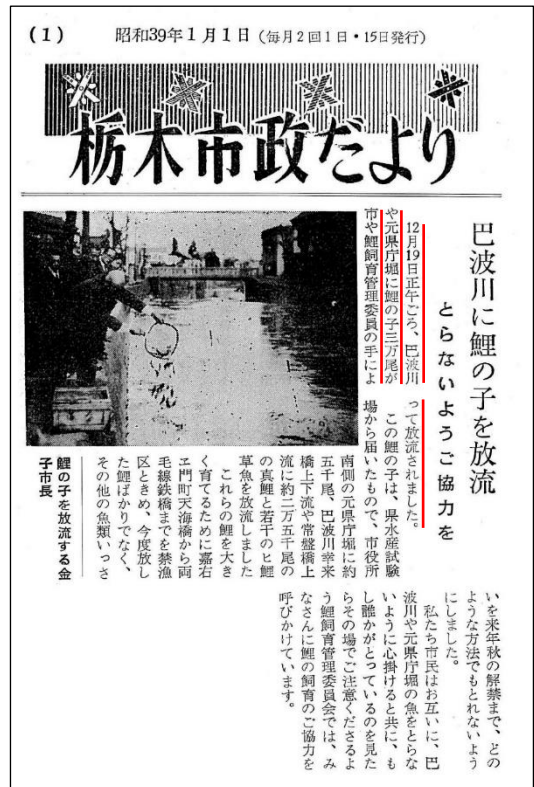 (1)
昭和39年1月1日(毎月2回1日・15日発行)
栃木市政だより
巴波川に鯉の子を放流
とらないようご協力を
12月19日正午ごろ、巴波川
や元県庁堀に鯉の子三万尾が
市や鯉飼育管理委員の手によ
って放流されました。
この鯉の子は、県水産試験
場から届いたもので、市役所
南側の元県庁堀に約
五千尾、巴波川幸来
橋上下流や常盤橋上
流に約二万五千尾
の真鯉と若干のヒ鯉
草魚を放流しました
これらの鯉を大き
く育てるために嘉右
ヱ門町天海橋から両
毛線鉄橋までを禁漁
区ときめ、今度放し
た鯉ばかりでなく、
その他の魚類いっさ
いを来年秋の解禁まで、どの
ような方法でもとれないよう
にしました。
私たち市民はお互いに、巴
波川や元県庁堀の魚をとらな
いように心掛けると共に、も
し誰かがとっているのを見た
らその場でご注意くださるよ
う鯉飼育管理委員会では、み
なさんに鯉の飼育のご協力を
呼びかけています。
鯉の子を放流する金
子市長